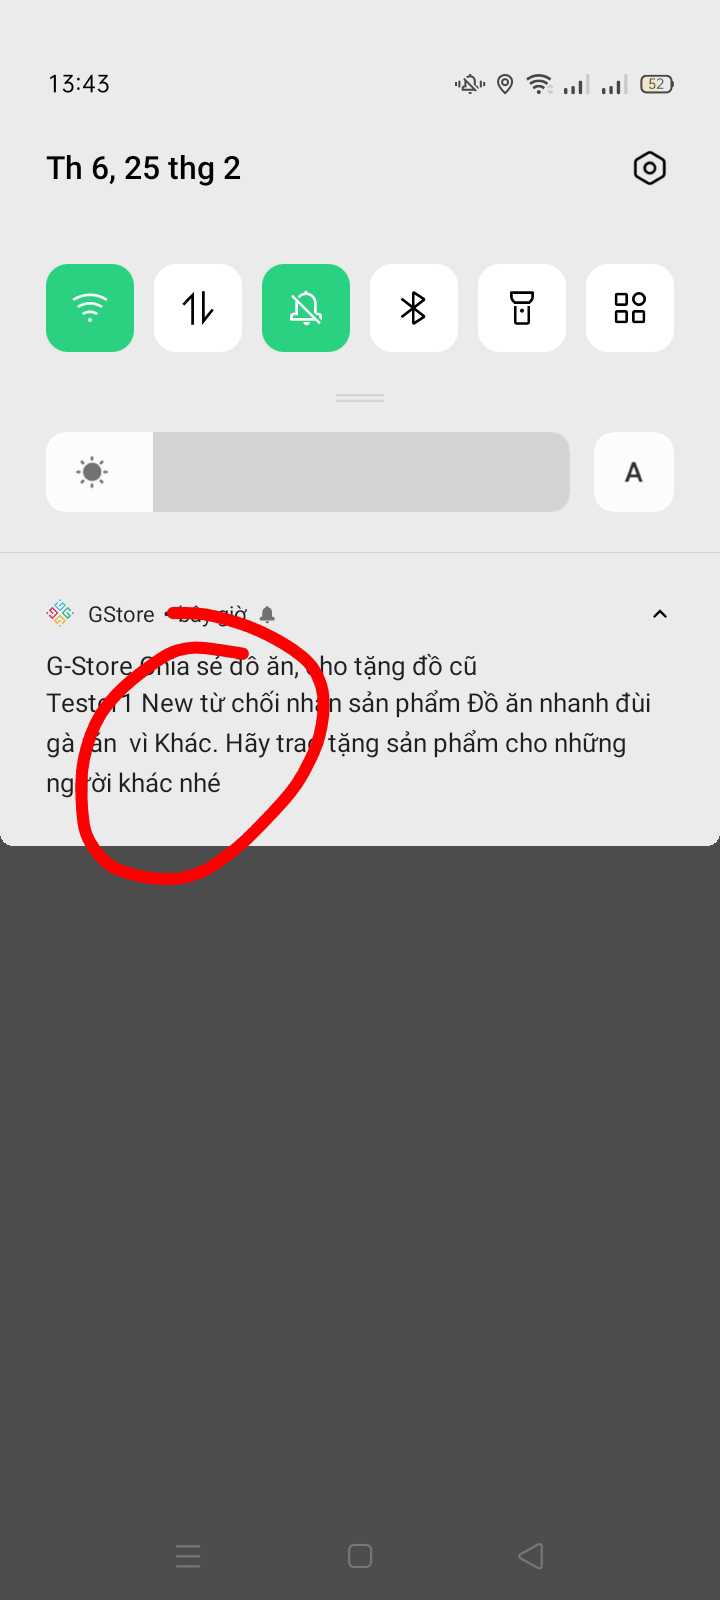 13:43
52
Th 6, 25 thg 2
A
GStore • bây giờ
G-Store Chia sẻ đồ ăn, cho tặng đồ cũ
Tester1 New từ chối nhận sản phẩm Đồ ăn nhanh đùi
gà rán  vì Khác. Hãy trao tặng sản phẩm cho những
người khác nhé